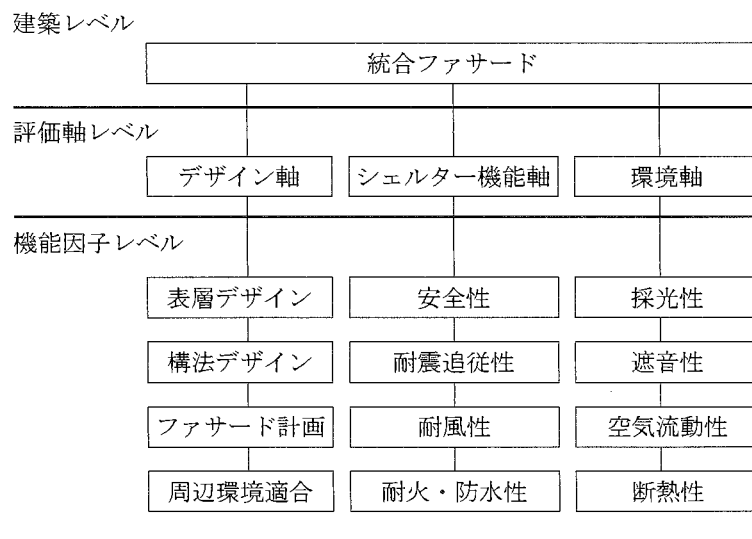 建築レベル
統合ファサード
評価軸レベル
デザイン軸 シェルター機能軸 環境軸
機能因子レベル
表層デザイン 安全性 採光性
構法デザイン 耐震追従性 遮音性
ファサード計画 耐風性 空気流動性
周辺環境適合 耐火・防水性 断熱性